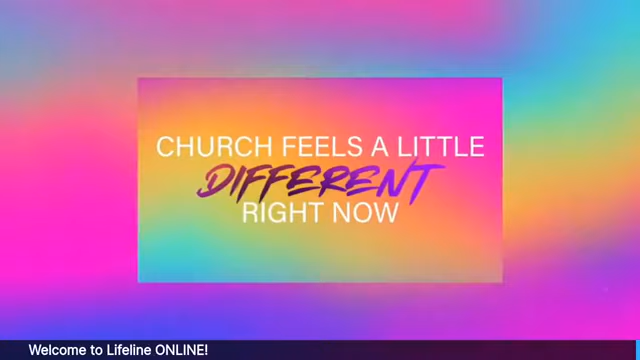 CHURCH FEELS A LITTLE
DIFFERENT
RIGHT NOW
Welcome to Lifeline ONLINE!